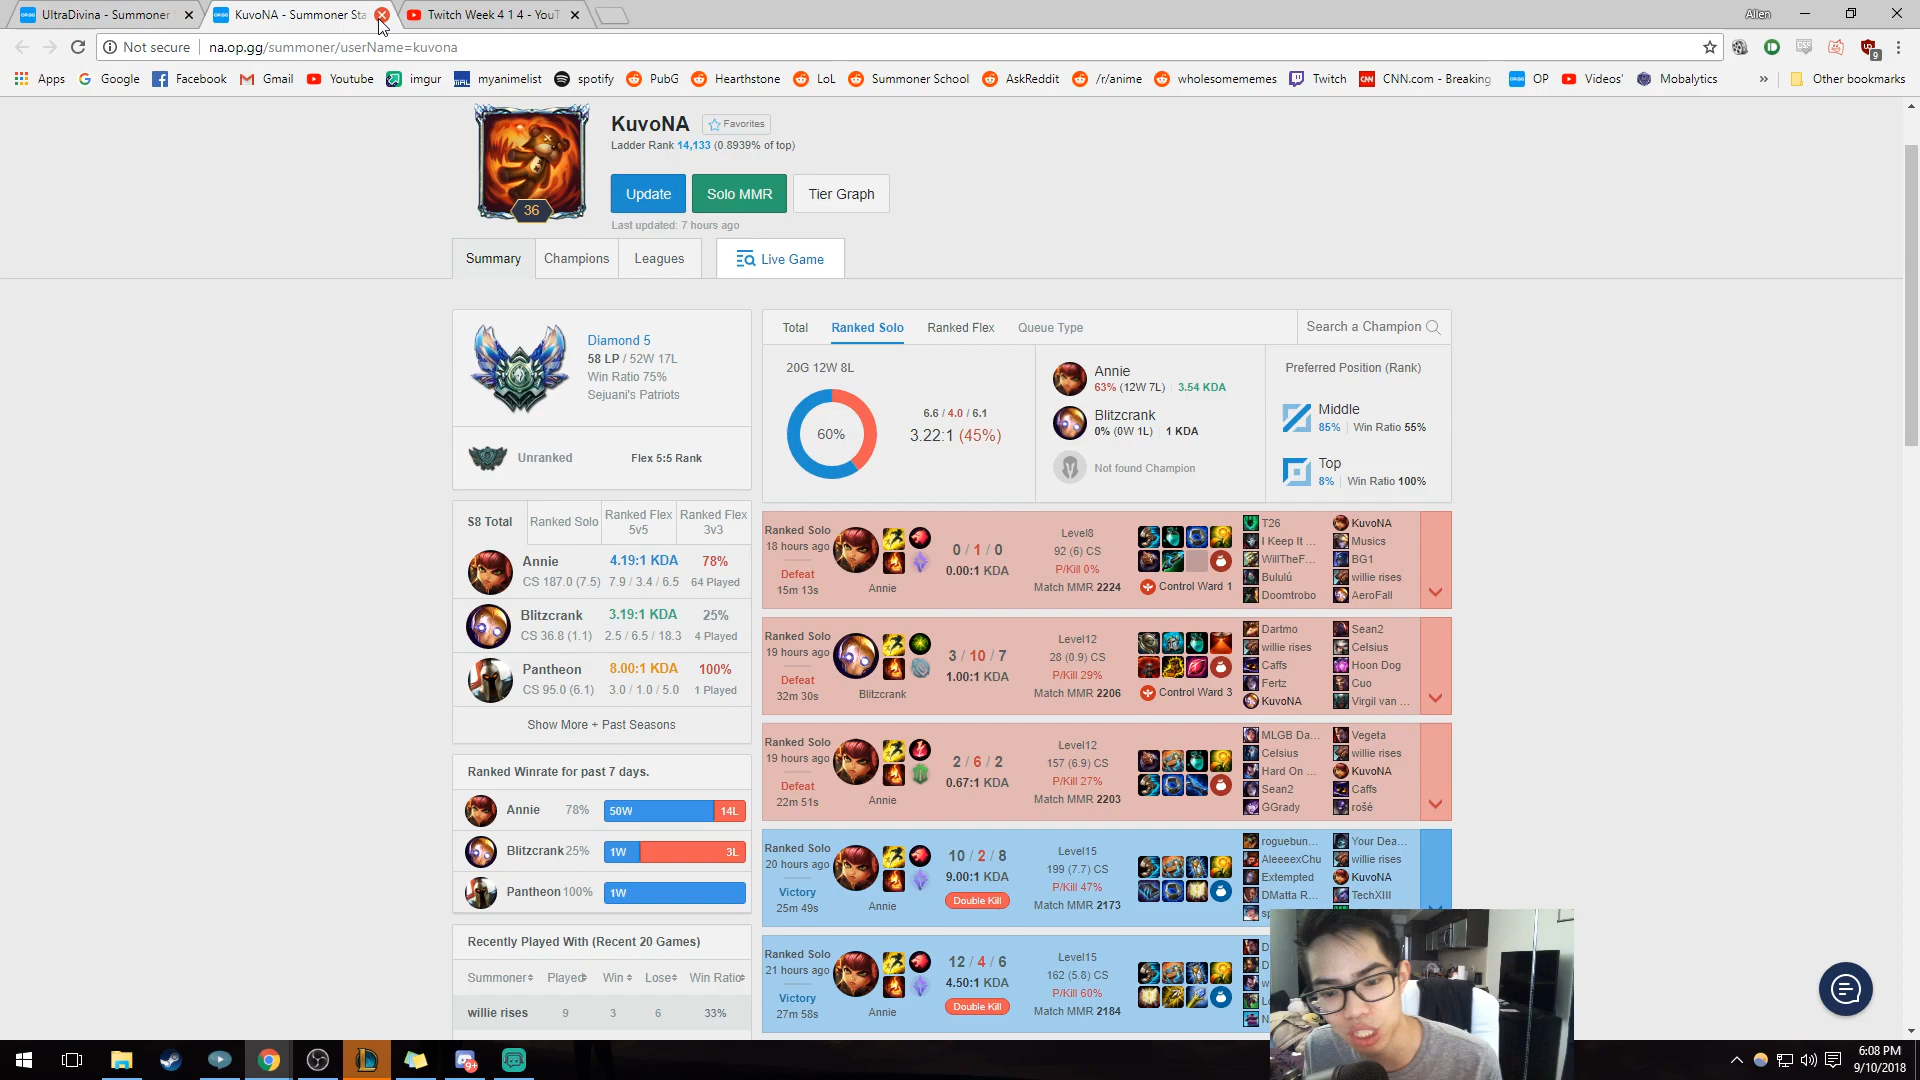 UltraDivina - Summoner
KuvoNA - Summoner Sta
Twitch Week 4 1 4 - YouT
Allen
Not secure
na.op.gg/summoner/userName=kuvona
Apps
Google
Facebook
Gmail
Youtube
imgur
myanimelist
spotify
PubG
Hearthstone
LoL
Summoner School
AskReddit
/r/anime
wholesomememes
Twitch
CNN.com - Breaking
OP
Videos'
Mobalytics
»
Other bookmarks
36
KuvoNA
Favorites
Ladder Rank 14,133 (0.8939% of top)
Update
Solo MMR
Tier Graph
Last updated: 7 hours ago
Summary
Champions
Leagues
Live Game
Diamond 5
58 LP / 52W 17L
Win Ratio 75%
Sejuani's Patriots
Unranked
Flex 5:5 Rank
S8 Total
Ranked Solo
Ranked Flex 5v5
Ranked Flex 3v3
Annie
4.19:1 KDA
78%
CS 187.0 (7.5)
7.9 / 3.4 / 6.5
64 Played
Blitzcrank
3.19:1 KDA
25%
CS 36.8 (1.1)
2.5 / 6.5 / 18.3
4 Played
Pantheon
8.00:1 KDA
100%
CS 95.0 (6.1)
3.0 / 1.0 / 5.0
1 Played
Show More + Past Seasons
Ranked Winrate for past 7 days.
Annie
78%
50W
14L
Blitzcrank
25%
1W
3L
Pantheon
100%
1W
Recently Played With (Recent 20 Games)
Summoner
Played
Win
Lose
Win Ratio
willie rises
9
3
6
33%
Total
Ranked Solo
Ranked Flex
Queue Type
Search a Champion
20G 12W 8L
60%
6.6 / 4.0 / 6.1
3.22:1 (45%)
Annie
63% (12W 7L)
3.54 KDA
Blitzcrank
0% (0W 1L)
1 KDA
Not found Champion
Preferred Position (Rank)
Middle
85%
Win Ratio 55%
Top
8%
Win Ratio 100%
Ranked Solo
18 hours ago
Defeat
15m 13s
Annie
0 / 1 / 0
0.00:1 KDA
Level8
92 (6) CS
P/Kill 0%
Match MMR 2224
Control Ward 1
T26
I Keep It ...
WillTheF...
Bululú
Doomtrobo
KuvoNA
Musics
BG1
willie rises
AeroFall
Ranked Solo
19 hours ago
Defeat
32m 30s
Blitzcrank
3 / 10 / 7
1.00:1 KDA
Level12
28 (0.9) CS
P/Kill 29%
Match MMR 2206
Control Ward 3
Dartmo
willie rises
Caffs
Fertz
KuvoNA
Sean2
Celsius
Hoon Dog
Cuo
Virgil van ...
Ranked Solo
19 hours ago
Defeat
22m 51s
Annie
2 / 6 / 2
0.67:1 KDA
Level12
157 (6.9) CS
P/Kill 27%
Match MMR 2203
MLGB Da...
Celsius
Hard On ...
Sean2
GGrady
Vegeta
willie rises
KuvoNA
Caffs
rošé
Ranked Solo
20 hours ago
Victory
25m 49s
Annie
10 / 2 / 8
9.00:1 KDA
Double Kill
Level15
199 (7.7) CS
P/Kill 47%
Match MMR 2173
roguebun...
AleeeexChu
Extempted
DMatta R...
Your Dea...
willie rises
KuvoNA
TechXIII
Ranked Solo
21 hours ago
Victory
27m 58s
Annie
12 / 4 / 6
4.50:1 KDA
Double Kill
Level15
162 (5.8) CS
P/Kill 60%
Match MMR 2184
6:08 PM
9/10/2018